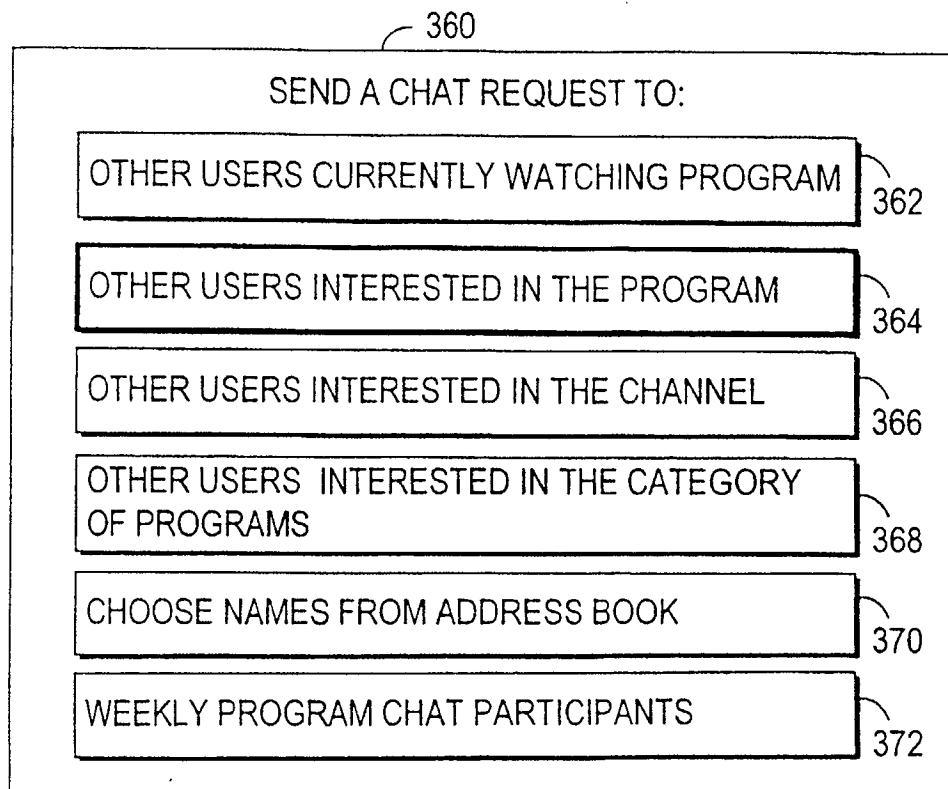 360
SEND A CHAT REQUEST TO:
OTHER USERS CURRENTLY WATCHING PROGRAM
362
OTHER USERS INTERESTED IN THE PROGRAM
364
OTHER USERS INTERESTED IN THE CHANNEL
366
OTHER USERS INTERESTED IN THE CATEGORY
OF PROGRAMS
368
CHOOSE NAMES FROM ADDRESS BOOK
370
WEEKLY PROGRAM CHAT PARTICIPANTS
372